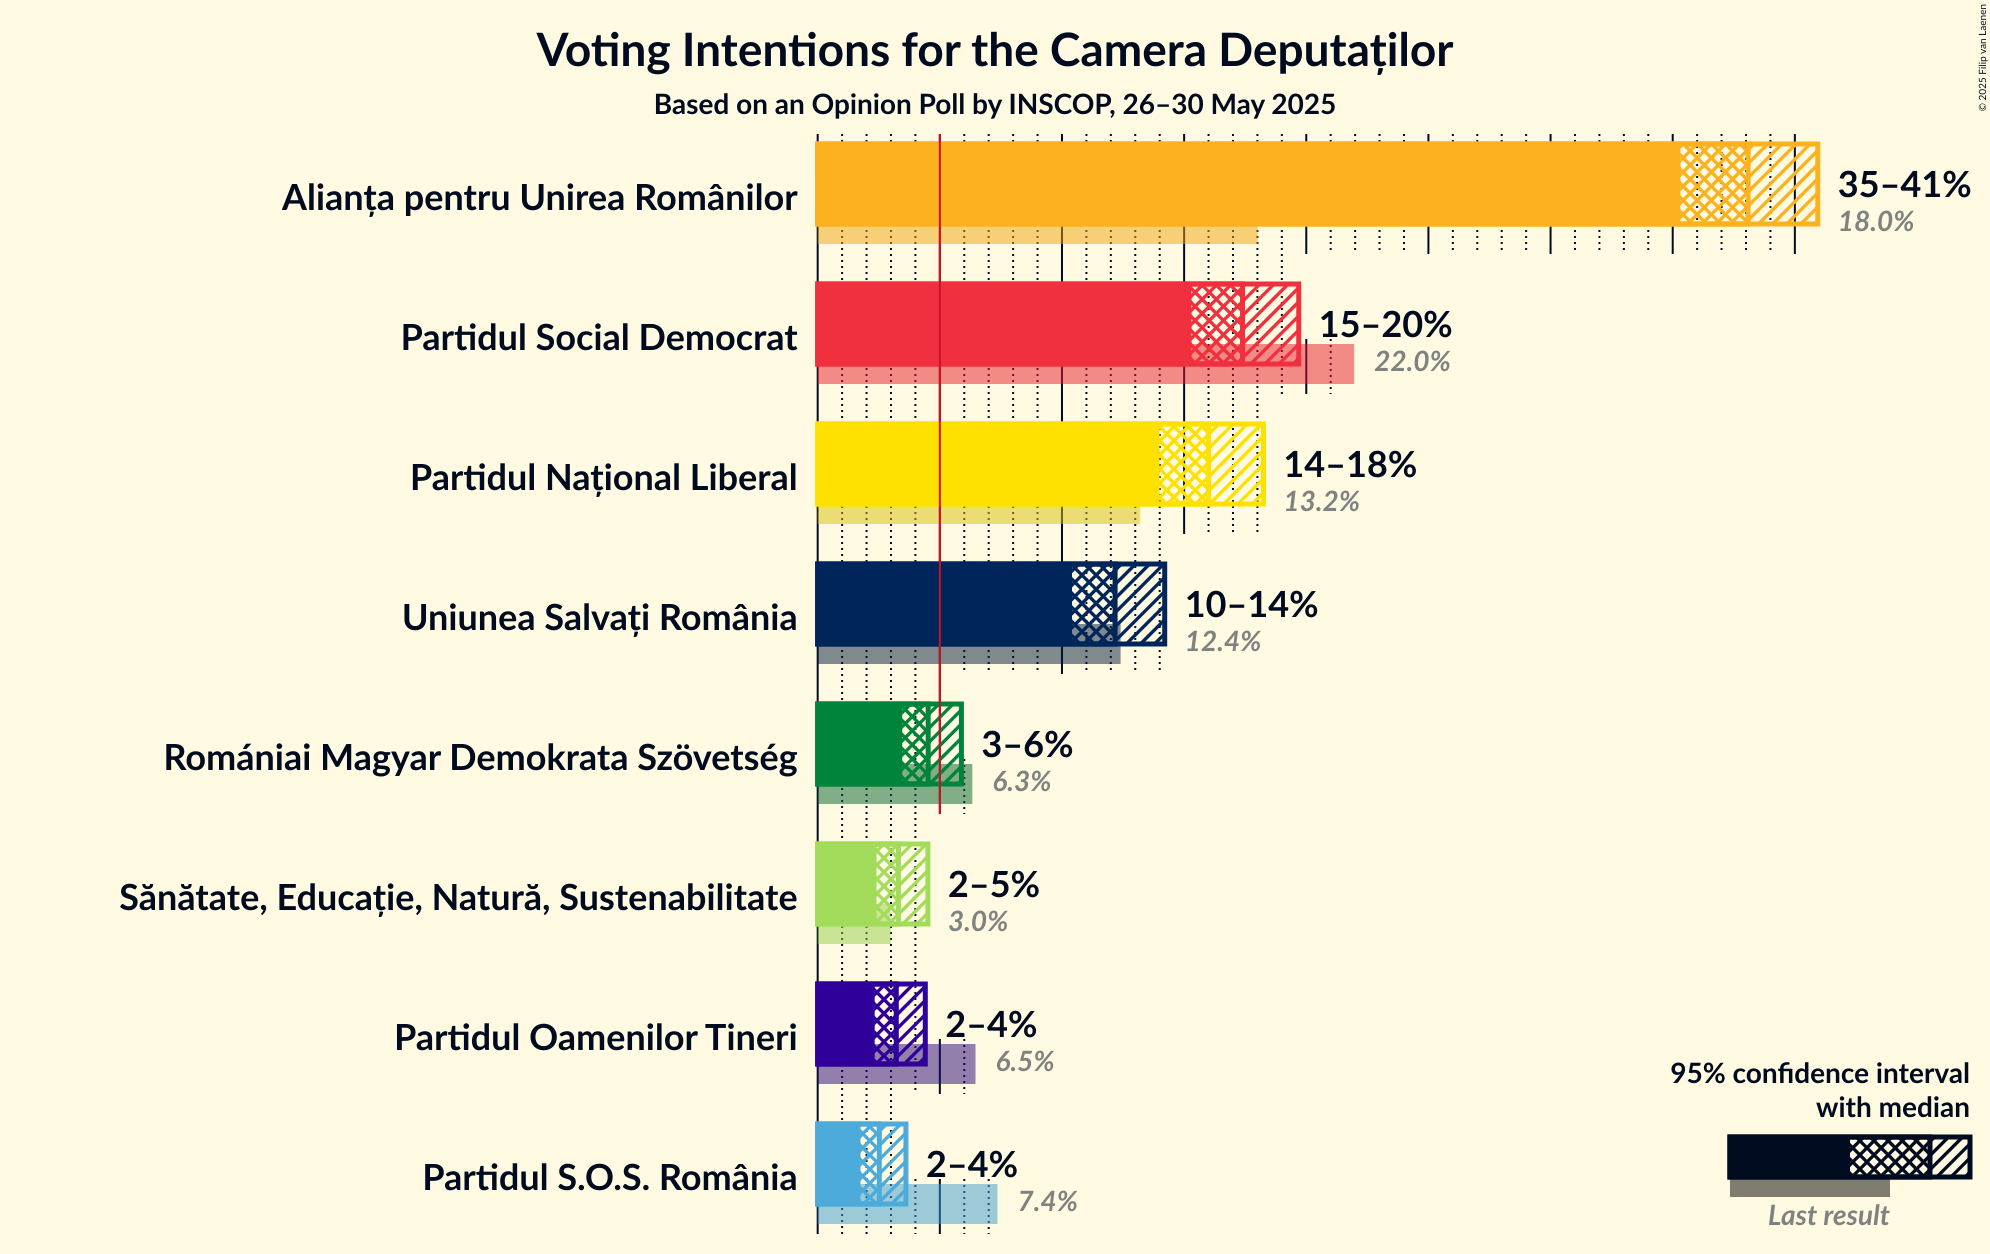 Voting Intentions for the Camera Deputaților
Based on an Opinion Poll by INSCOP, 26–30 May 2025
© 2025 Filip van Laenen
Alianța pentru Unirea Românilor
35–41%
18.0%
Partidul Social Democrat
15–20%
22.0%
Partidul Național Liberal
14–18%
13.2%
Uniunea Salvați România
10–14%
12.4%
Romániai Magyar Demokrata Szövetség
3–6%
6.3%
Sănătate, Educație, Natură, Sustenabilitate
2–5%
3.0%
Partidul Oamenilor Tineri
2–4%
6.5%
Partidul S.O.S. România
2–4%
7.4%
95% confidence interval
with median
Last result